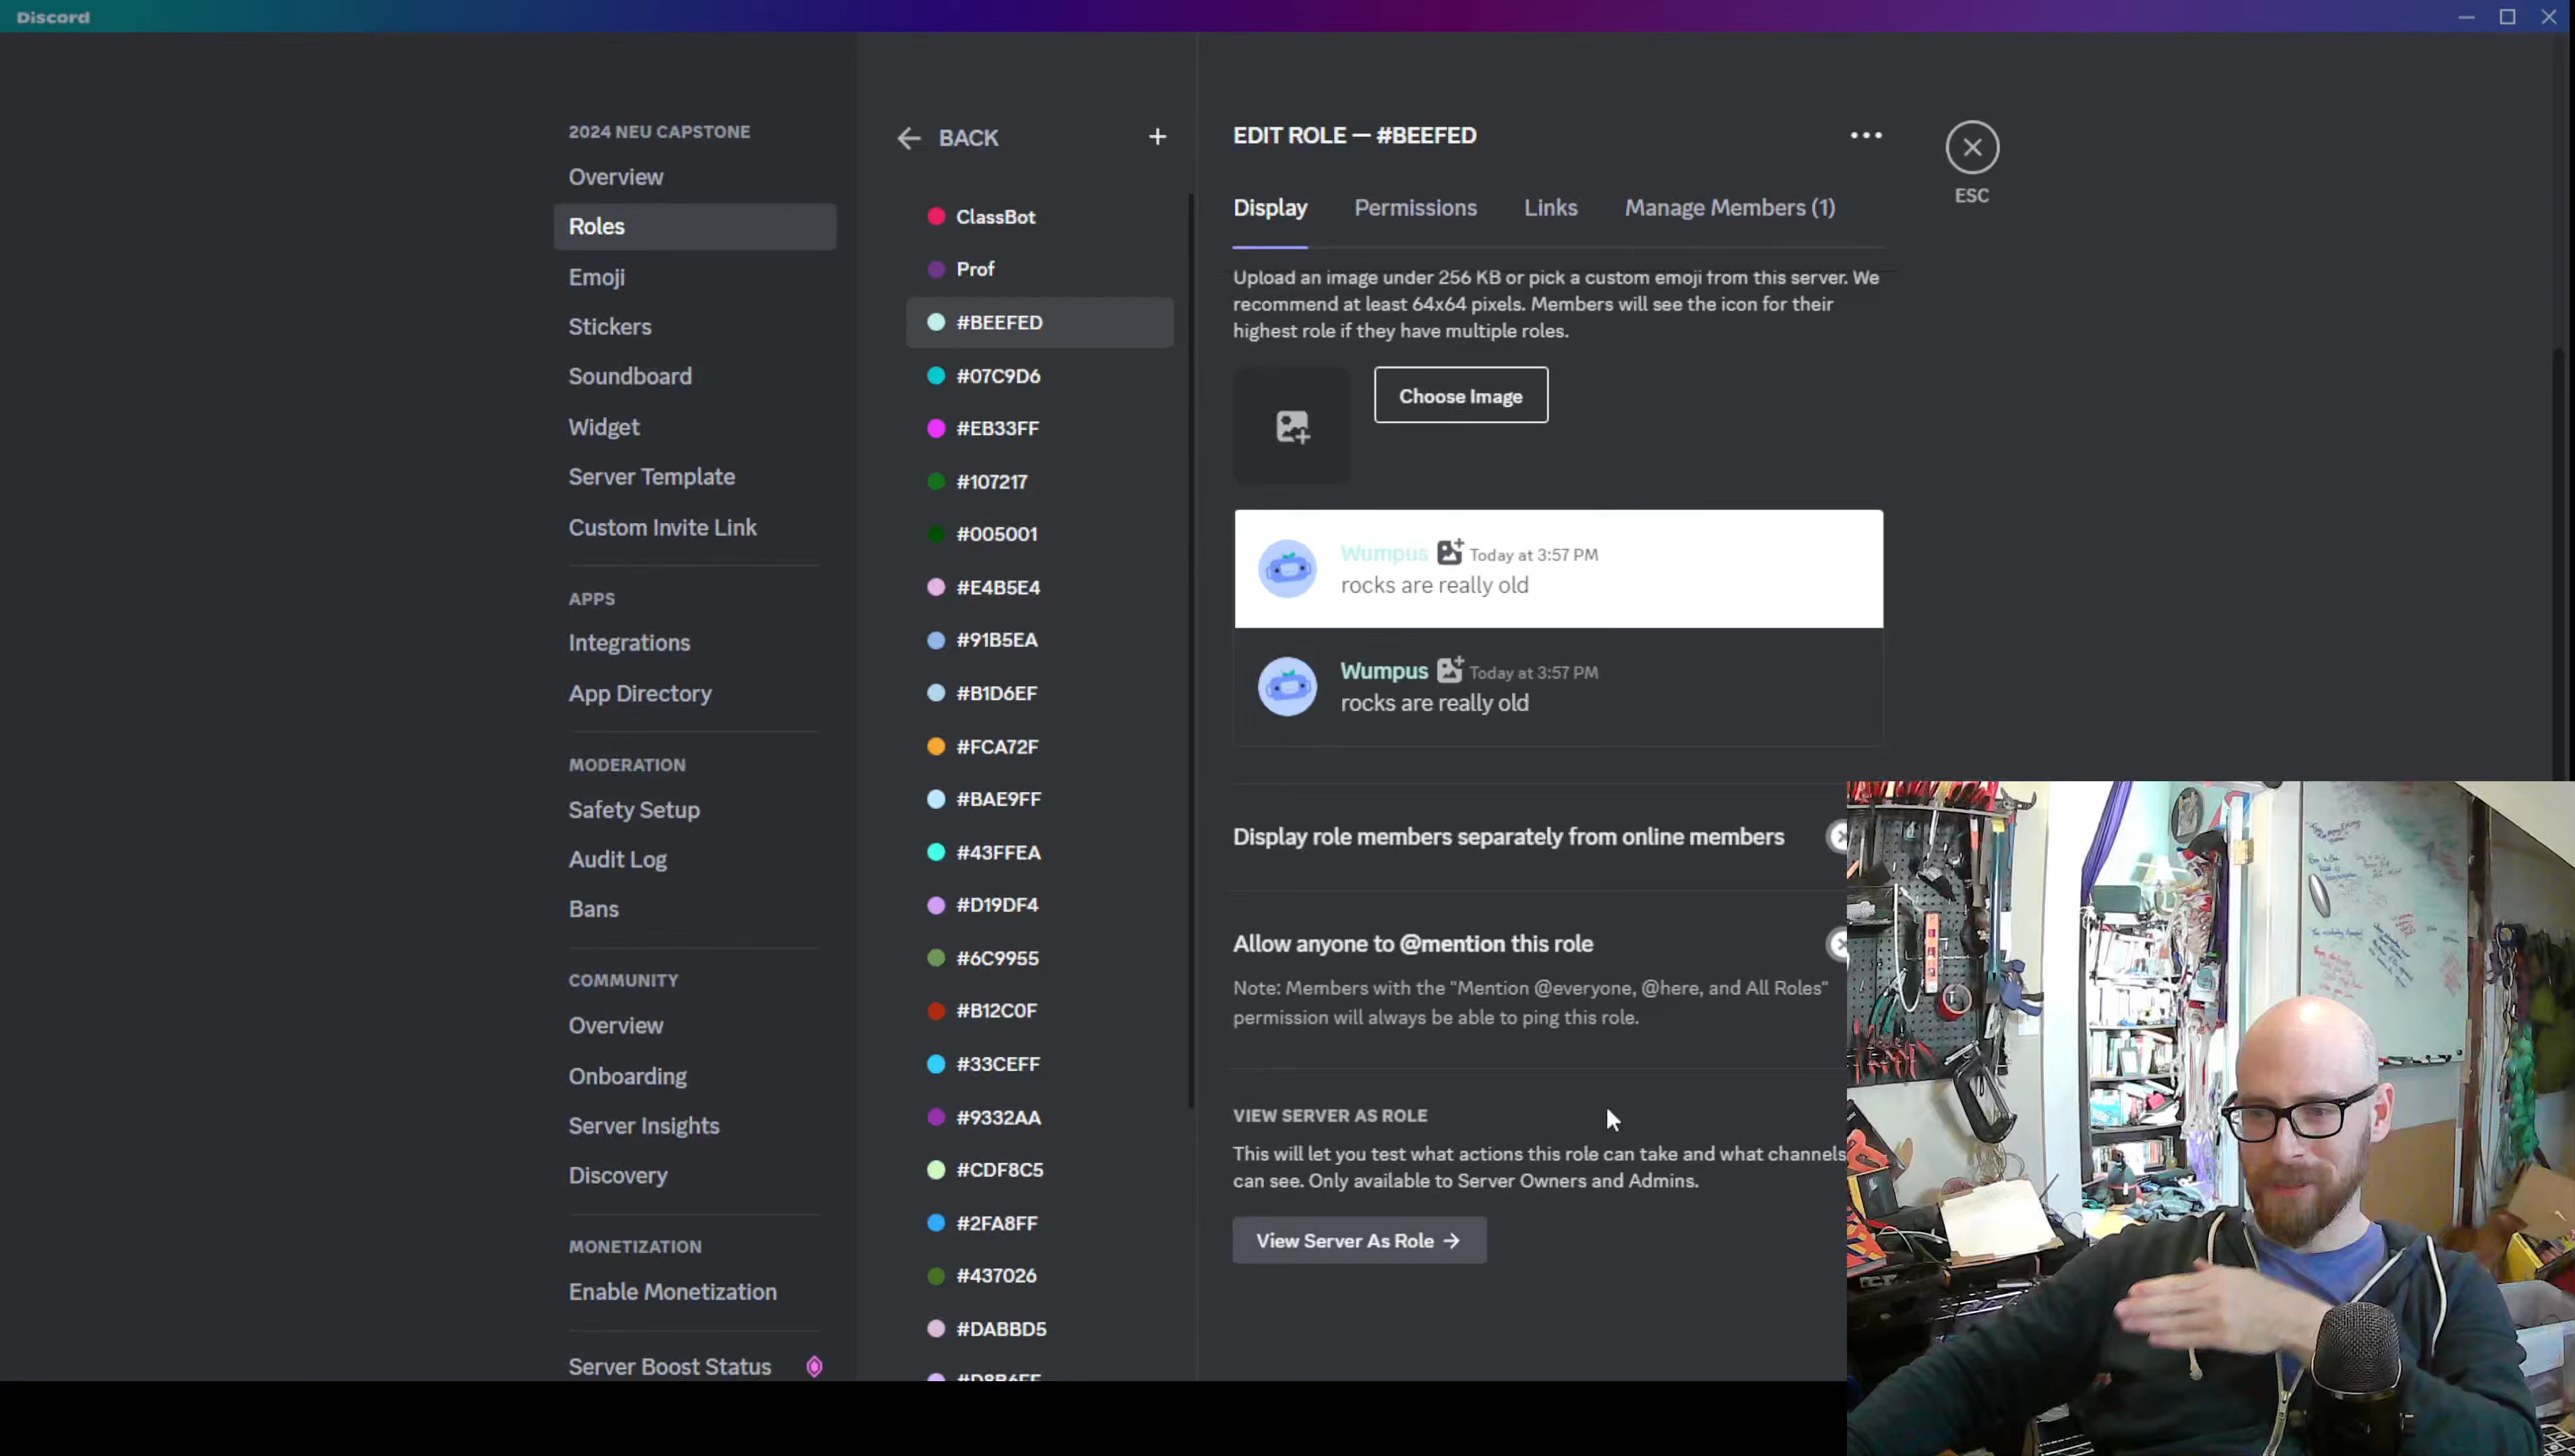 Discord
2024 NEU CAPSTONE
Overview
Roles
Emoji
Stickers
Soundboard
Widget
Server Template
Custom Invite Link
APPS
Integrations
App Directory
MODERATION
Safety Setup
Audit Log
Bans
COMMUNITY
Overview
Onboarding
Server Insights
Discovery
MONETIZATION
Enable Monetization
Server Boost Status
BACK
ClassBot
Prof
#BEEFED
#07C9D6
#EB33FF
#107217
#005001
#E4B5E4
#91B5EA
#B1D6EF
#FCA72F
#BAE9FF
#43FFEA
#D19DF4
#6C9955
#B12C0F
#33CEFF
#9332AA
#CDF8C5
#2FA8FF
#437026
#DABBD5
EDIT ROLE — #BEEFED
ESC
Display Permissions Links Manage Members (1)
Upload an image under 256 KB or pick a custom emoji from this server. We
recommend at least 64x64 pixels. Members will see the icon for their
highest role if they have multiple roles.
Choose Image
Wumpus Today at 3:57 PM
rocks are really old
Wumpus Today at 3:57 PM
rocks are really old
Display role members separately from online members
Allow anyone to @mention this role
Note: Members with the "Mention @everyone, @here, and All Roles"
permission will always be able to ping this role.
VIEW SERVER AS ROLE
This will let you test what actions this role can take and what channels
can see. Only available to Server Owners and Admins.
View Server As Role